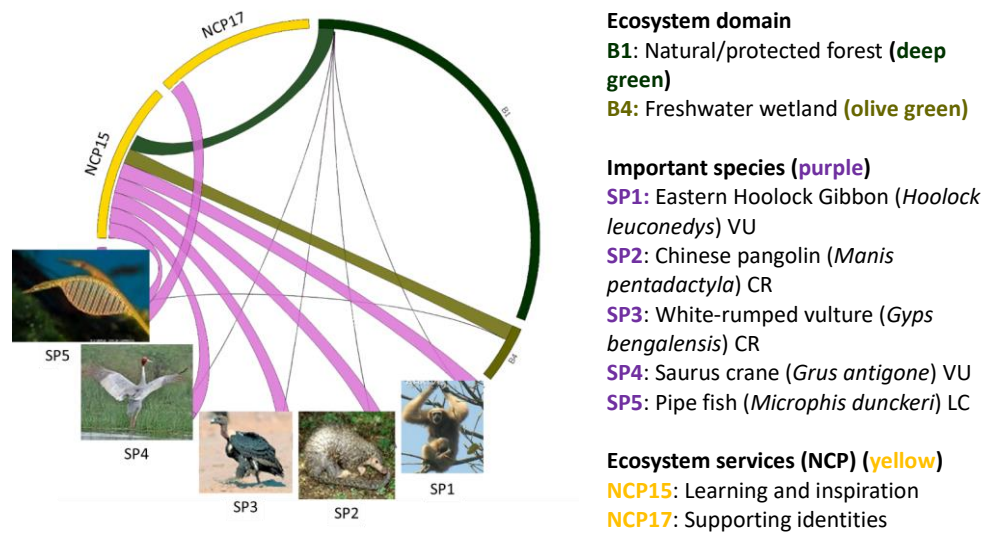 NCP17
NCP15
B1
B4
SP5
SP4
SP3
SP2
SP1
Ecosystem domain
B1: Natural/protected forest (deep
green)
B4: Freshwater wetland (olive green)
Important species (purple)
SP1: Eastern Hoolock Gibbon (Hoolock
leuconedys) VU
SP2: Chinese pangolin (Manis
pentadactyla) CR
SP3: White-rumped vulture (Gyps
bengalensis) CR
SP4: Saurus crane (Grus antigone) VU
SP5: Pipe fish (Microphis dunckeri) LC
Ecosystem services (NCP) (yellow)
NCP15: Learning and inspiration
NCP17: Supporting identities